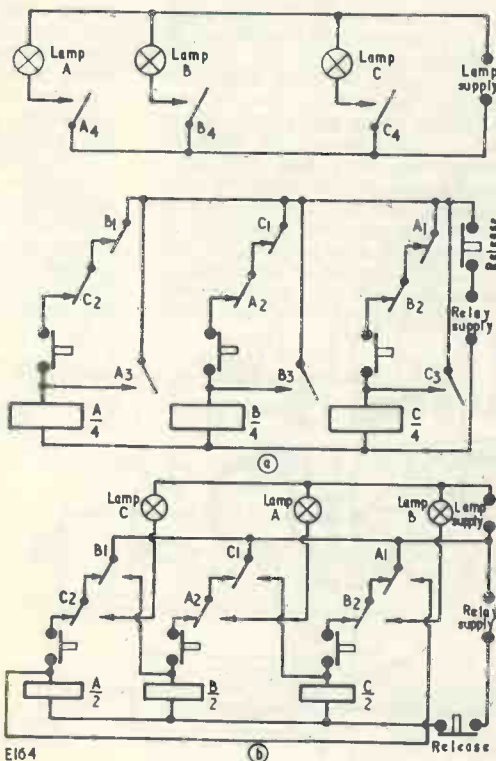 Lamp
A
Lamp
B
Lamp
C
Lamp
supply
A4
B4
C4
B1
C1
A1
Release
C2
A2
B2
Relay
supply
A3
B3
C3
A/4
B/4
C/4
a
Lamp
C
Lamp
A
Lamp
B
Lamp
supply
B1
C1
A1
C2
A2
B2
Relay
supply
A/2
B/2
C/2
Release
E164
b